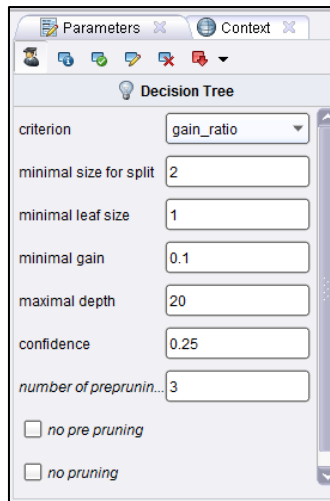 Parameters Context
Decision Tree
criterion gain_ratio
minimal size for split 2
minimal leaf size 1
minimal gain 0.1
maximal depth 20
confidence 0.25
number of preprunin... 3
no pre pruning
no pruning